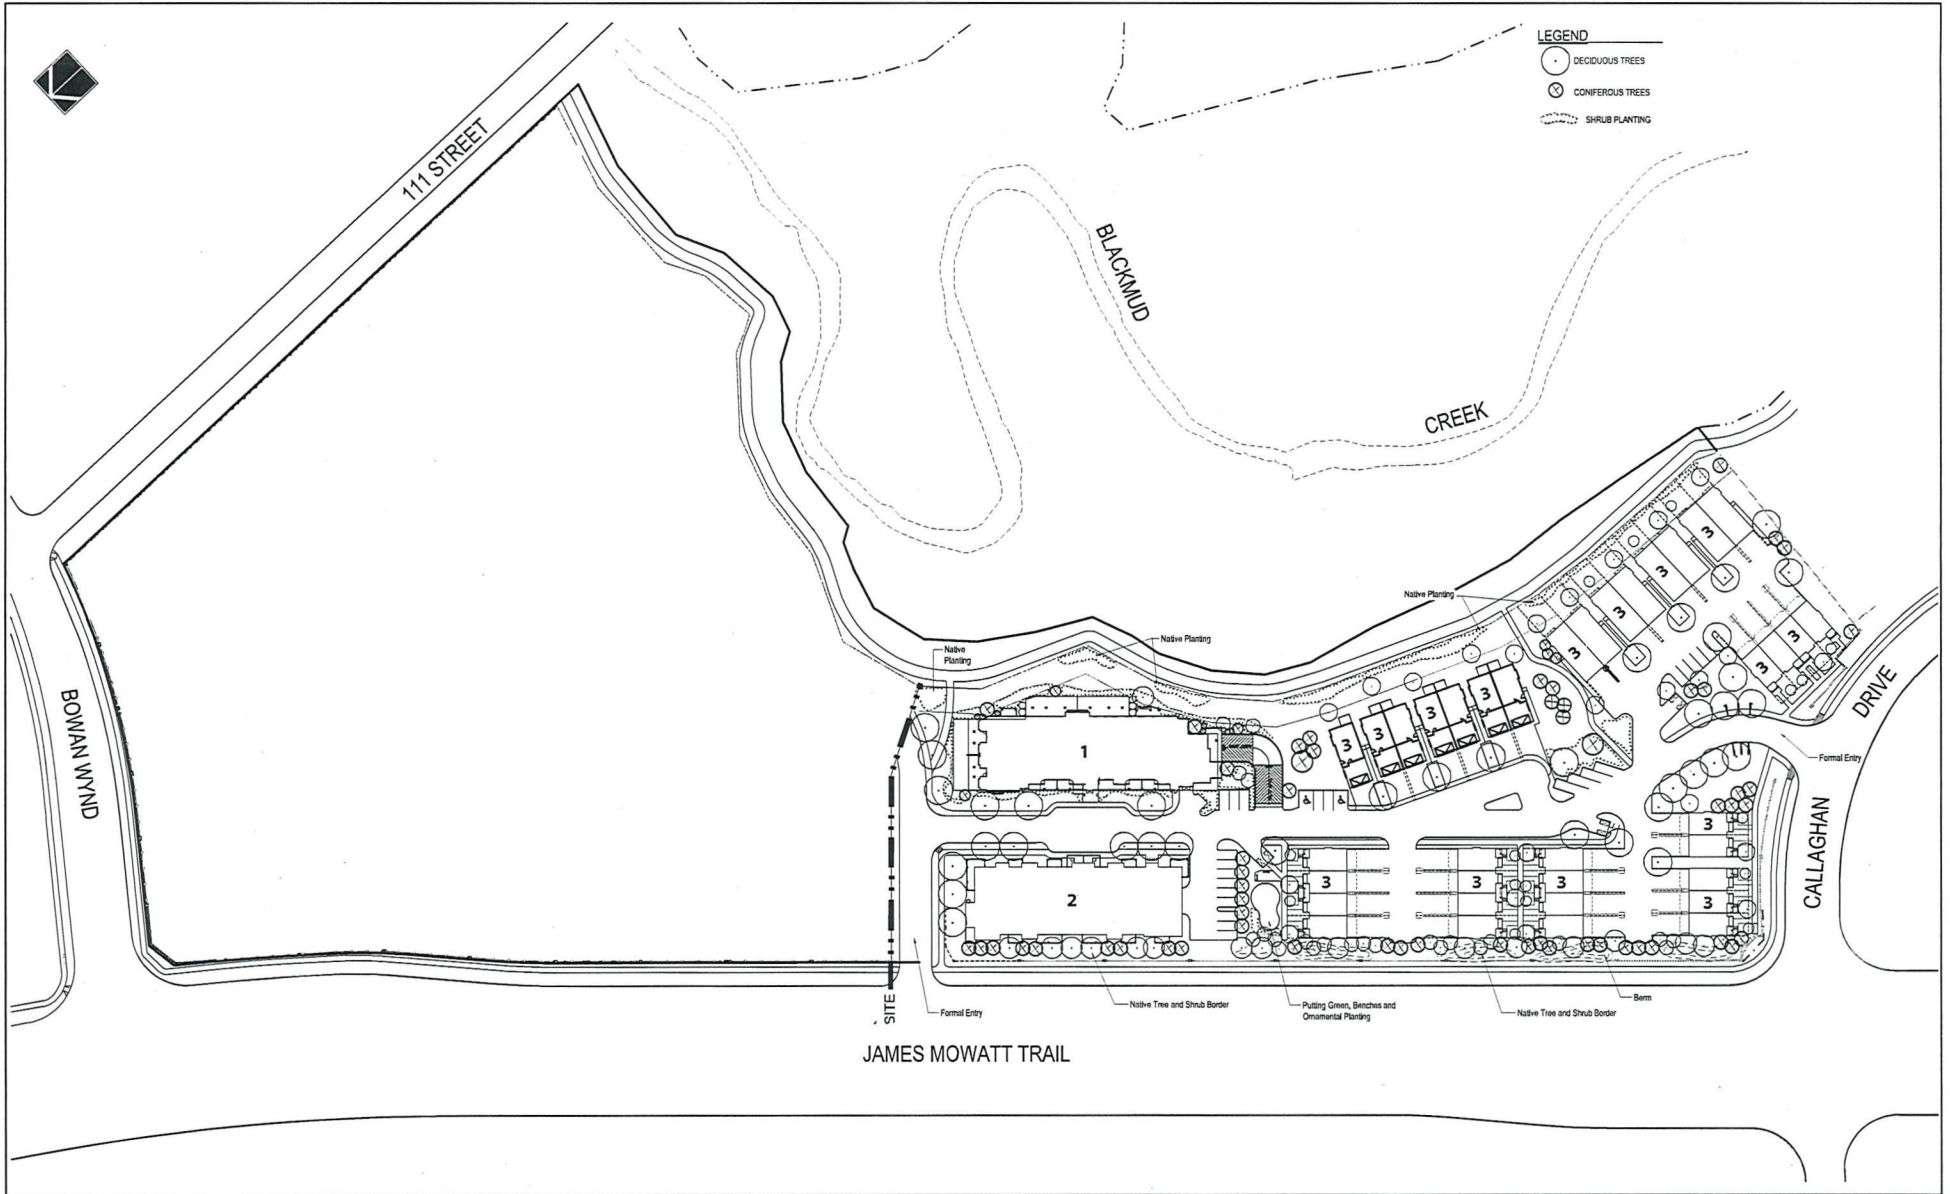 LEGEND
DECIDUOUS TREES
CONIFEROUS TREES
SHRUB PLANTING
111 STREET
BLACKMUD
CREEK
BOWAN WYND
Native Planting
Native Planting
Native
Planting
3
3
3
3
3
3
3
3
3
3
1
DRIVE
Formal Entry
CALLAGHAN
3
3
3
3
3
2
SITE
Formal Entry
Native Tree and Shrub Border
Putting Green, Benches and
Ornamental Planting
Native Tree and Shrub Border
Berm
JAMES MOWATT TRAIL